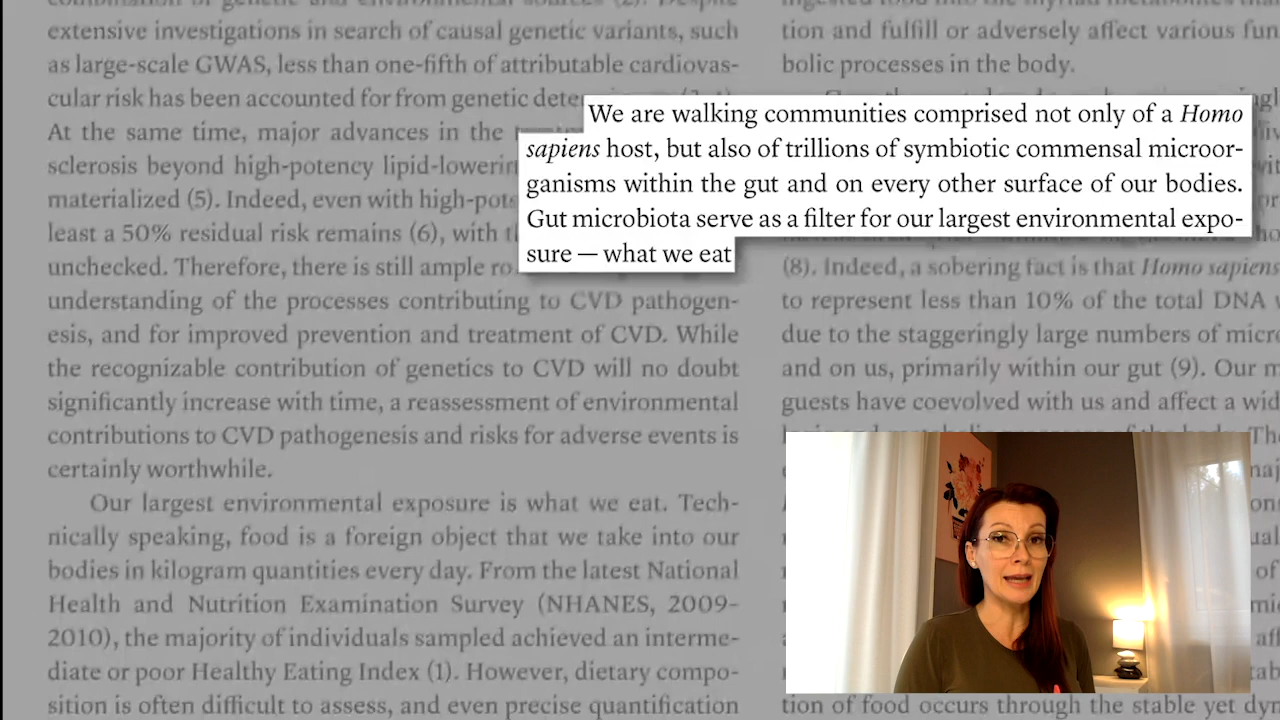 combination of genetic and environmental sources (2). Despite
extensive investigations in search of causal genetic variants, such
as large-scale GWAS, less than one-fifth of attributable cardiovas-
cular risk has been accounted for from genetic
At the same time, major advances in the
sclerosis beyond high-potency
materialized (5). Indeed, even with
least a 50% residual risk remains (6), with
unchecked. Therefore, there is still ample
understanding of the processes contributing to CVD pathogen-
esis, and for improved prevention and treatment of CVD. While
the recognizable contribution of genetics to CVD will no doubt
significantly increase with time, a reassessment of environmental
contributions to CVD pathogenesis and risks for adverse events is
certainly worthwhile.
Our largest environmental exposure is what we eat. Tech-
nically speaking, food is a foreign object that we take into our
bodies in kilogram quantities every day. From the latest National
Health and Nutrition Examination Survey (NHANES, 2009-
2010), the majority of individuals sampled achieved an interme-
diate or poor Healthy Eating Index (1). However, dietary compo-
sition is often difficult to assess, and even precise quantification
tion and fulfill or adversely affect various
bolic processes in the body.
We are walking communities comprised not only of a Homo
sapiens host, but also of trillions of symbiotic commensal microor-
ganisms within the gut and on every other surface of our bodies.
Gut microbiota serve as a filter for our largest environmental expo-
sure — what we eat
(8). Indeed, a sobering fact is that Homo sapiens
to represent less than 10% of the total DNA
due to the staggeringly large numbers of
and on us, primarily within our gut (9). Our
guests have coevolved with us and affect a
tion of food occurs through the stable yet